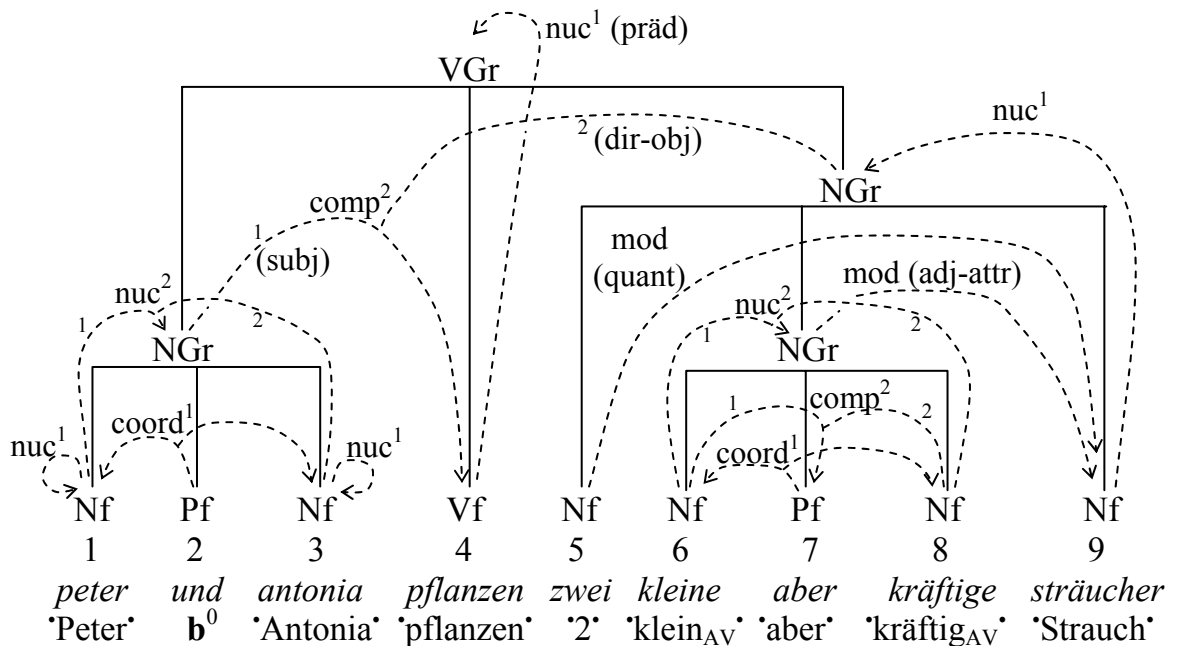 nuc¹ (präd)
VGr
² (dir-obj) nuc¹
NGr
comp²
¹ (subj)
mod (quant)
mod (adj-attr)
nuc² nuc²
1 2 1 2
NGr NGr
coord¹ 1 comp² 2
nuc¹ nuc¹ coord¹
Nf Pf Nf Vf Nf Nf Pf Nf Nf
1 2 3 4 5 6 7 8 9
peter und antonia pflanzen zwei kleine aber kräftige sträucher
˙Peter˙ b⁰ ˙Antonia˙ ˙pflanzen˙ ˙2˙ ˙klein_AV˙ ˙aber˙ ˙kräftig_AV˙ ˙Strauch˙